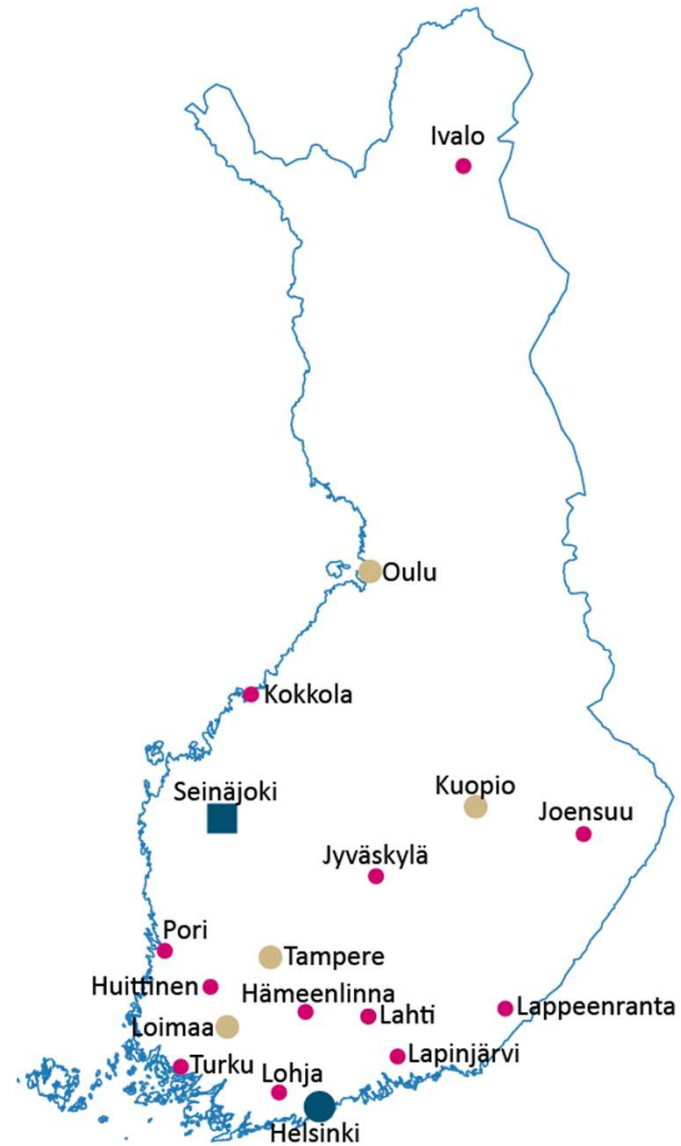 Ivalo
Oulu
Kokkola
Seinäjoki
Kuopio
Joensuu
Jyväskylä
Pori
Tampere
Huittinen
Hämeenlinna
Lahti
Lappeenranta
Loimaa
Lapinjärvi
Turku
Lohja
Helsinki